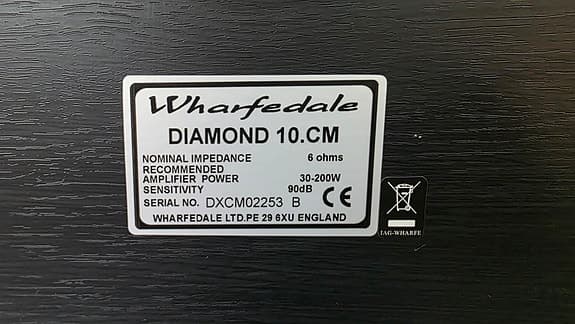 Wharfedale
DIAMOND 10.CM
NOMINAL IMPEDANCE 6 ohms
RECOMMENDED
AMPLIFIER POWER 30-200W
SENSITIVITY 90dB
SERIAL NO. DXCM02253 B CE
WHARFEDALE LTD.PE 29 6XU ENGLAND
IAG-WHARFE